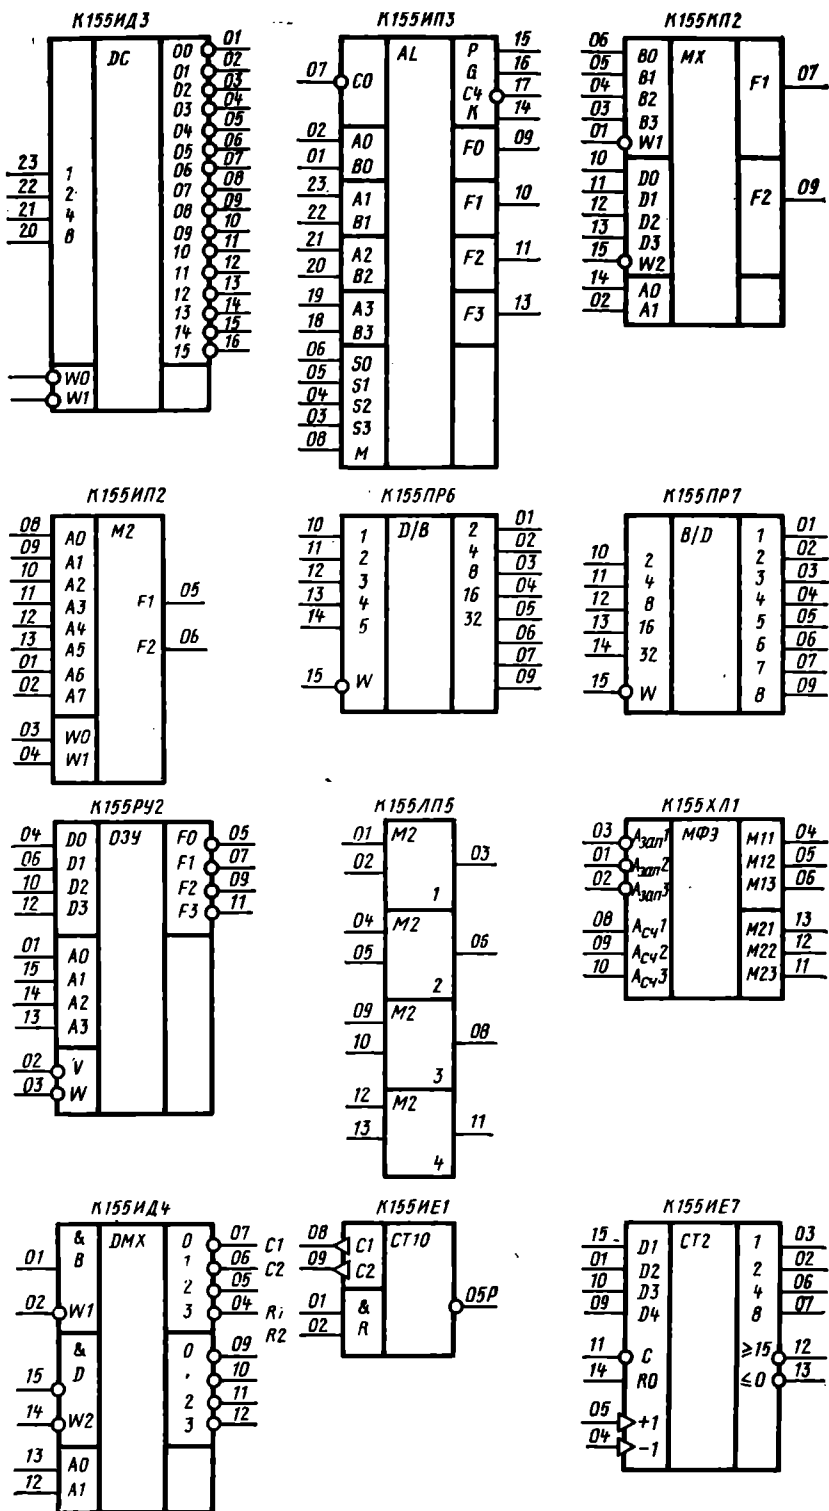 К155ИД3
DC
00 01
01 02
02 03
03 04
04 05
05 06
06 07
07 08
08 09
09 10
10 11
11 12
12 13
13 14
14 15
15 16
23 1
22 2
21 4
20 8
W0
W1
К155ИП3
AL
07 C0
02 A0
01 B0
23 A1
22 B1
21 A2
20 B2
19 A3
18 B3
06 S0
05 S1
04 S2
03 S3
08 M
P 15
G 16
C4 17
K 14
F0 09
F1 10
F2 11
F3 13
К155КП2
MX
06 B0
05 B1
04 B2
03 B3
01 W1
10 D0
11 D1
12 D2
13 D3
15 W2
14 A0
02 A1
F1 07
F2 09
К155ИП2
M2
08 A0
09 A1
10 A2
11 A3
12 A4
13 A5
01 A6
02 A7
03 W0
04 W1
F1 05
F2 06
К155ПР6
D/B
10 1
11 2
12 3
13 4
14 5
15 W
2 01
4 02
8 03
16 04
32 05
06
07
09
К155ПР7
B/D
10 2
11 4
12 8
13 16
14 32
15 W
1 01
2 02
3 03
4 04
5 05
6 06
7 07
8 09
К155РУ2
ОЗУ
04 D0
06 D1
10 D2
12 D3
01 A0
15 A1
14 A2
13 A3
02 V
03 W
F0 05
F1 07
F2 09
F3 11
К155ЛП5
01 M2
02
03
1
04 M2
05
06
2
09 M2
10
08
3
12 M2
13
11
4
К155ХЛ1
МФЭ
03 Aзап1
01 Aзап2
02 Aзап3
08 Aсч1
09 Aсч2
10 Aсч3
M11 04
M12 05
M13 06
M21 13
M22 12
M23 11
К155ИД4
DMX
&
01 B
02 W1
&
15 D
14 W2
13 A0
12 A1
0 07
1 06
2 05
3 04
0 09
10
2 11
3 12
К155ИЕ1
CT10
C1 08 C1
C2 09 C2
R1 01 &
R2 02 R
05 P
К155ИЕ7
CT2
15 D1
01 D2
10 D3
09 D4
11 C
14 R0
05 +1
04 -1
1 03
2 02
4 06
8 07
≥15 12
≤0 13